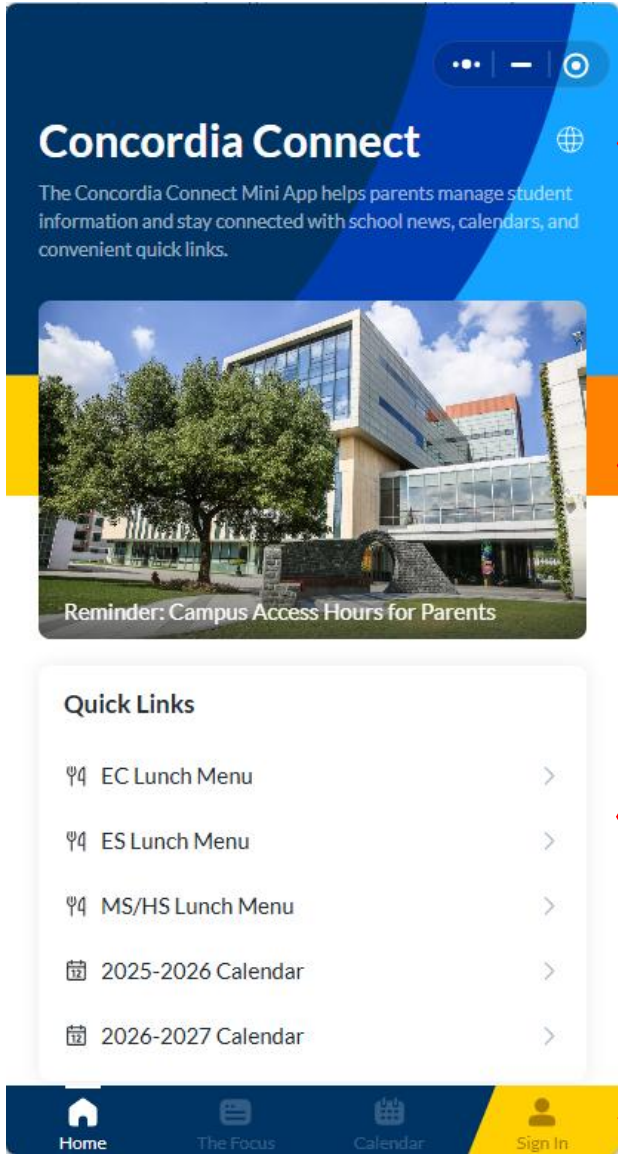 Concordia Connect
The Concordia Connect Mini App helps parents manage student
information and stay connected with school news, calendars, and
convenient quick links.
Reminder: Campus Access Hours for Parents
Quick Links
EC Lunch Menu
ES Lunch Menu
MS/HS Lunch Menu
12 2025-2026 Calendar
12 2026-2027 Calendar
Home The Focus Calendar Sign In